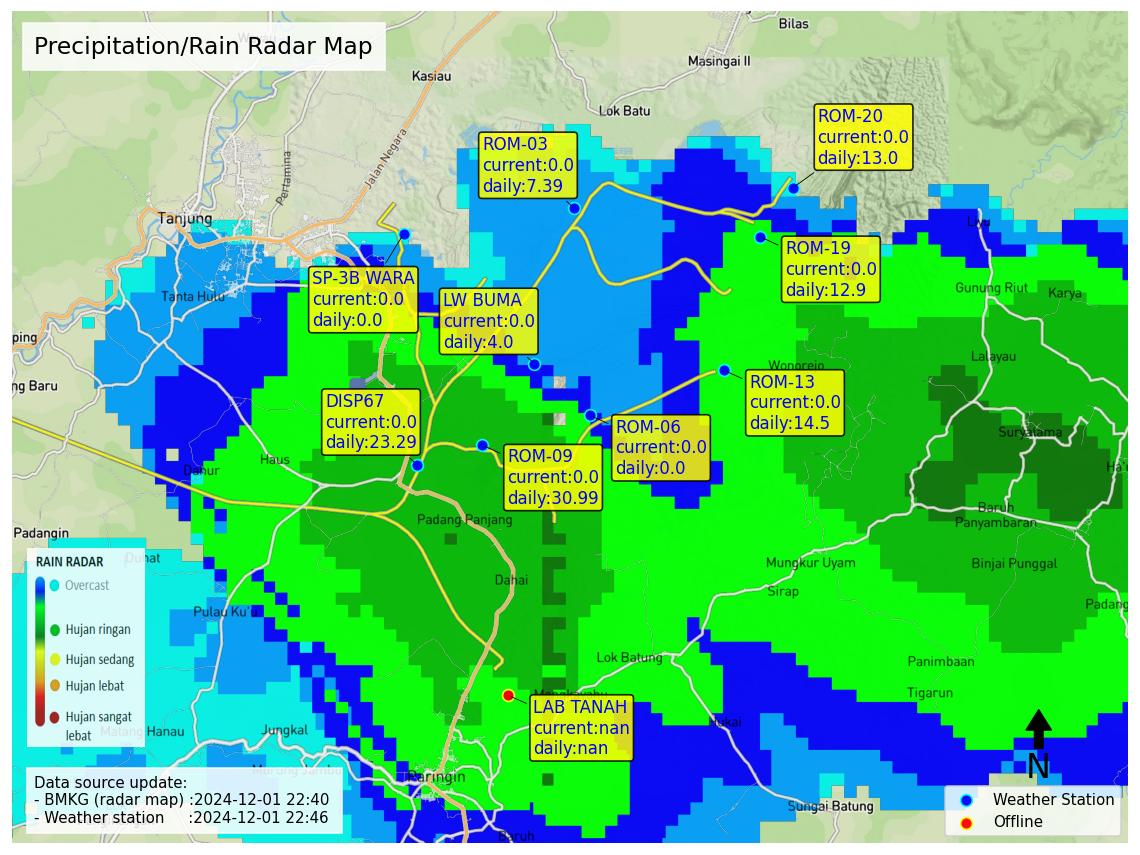 Precipitation/Rain Radar Map
Bilas
Masingai II
Kasiau
Lok Batu
Jalan Negara
Pertamina
Tanjung
ROM-20
current:0.0
daily:13.0
ROM-03
current:0.0
daily:7.39
ROM-19
current:0.0
daily:12.9
SP-3B WARA
current:0.0
daily:0.0
LW BUMA
current:0.0
daily:4.0
Liyu
Tanta Hulu
Gunung Riut
Karya
Lalayau
Wonorejo
ping
ng Baru
ROM-13
current:0.0
daily:14.5
DISP67
current:0.0
daily:23.29
ROM-06
current:0.0
daily:0.0
ROM-09
current:0.0
daily:30.99
Suryatama
Haus
Danur
Baruh
Panyambaran
Padang Panjang
Padangin
Dahai
Mungkur Uyam
Binjai Punggal
Sirap
Padang
Pulau Ku'u
Lok Batung
Panimbaan
Tigarun
Hukai
LAB TANAH
current:nan
daily:nan
Jungkal
Paringin
Sungai Batung
Baruh
RAIN RADAR
Overcast
Hujan ringan
Hujan sedang
Hujan lebat
Hujan sangat
lebat
Data source update:
- BMKG (radar map) :2024-12-01 22:40
- Weather station :2024-12-01 22:46
N
Weather Station
Offline